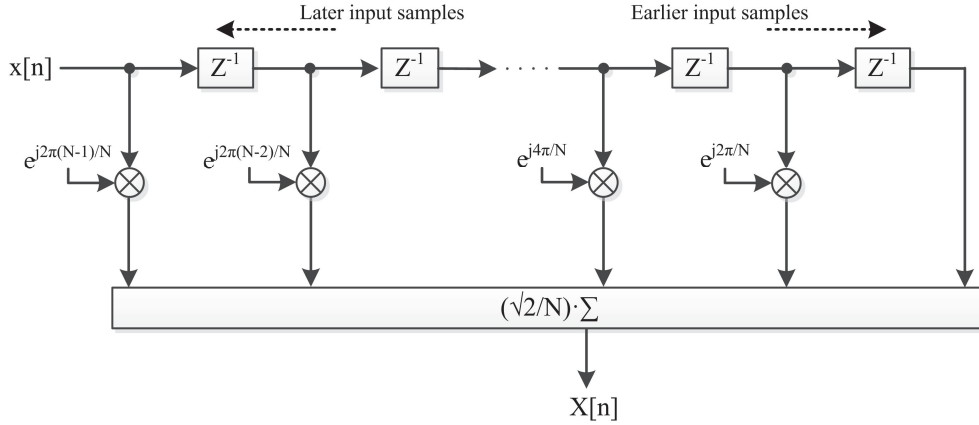 Later input samples
Earlier input samples
x[n]
Z⁻¹
Z⁻¹
· · · ·
Z⁻¹
Z⁻¹
e^{j2π(N-1)/N}
e^{j2π(N-2)/N}
e^{j4π/N}
e^{j2π/N}
(√2/N)·∑
X[n]